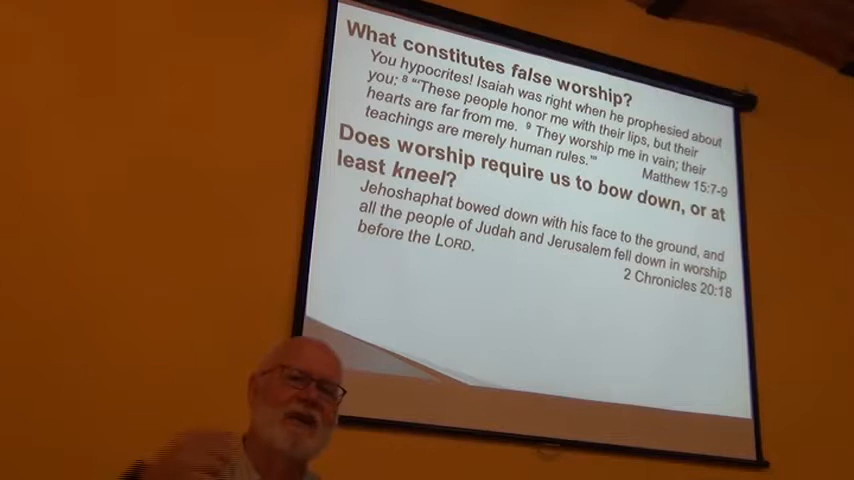 What constitutes false worship?
You hypocrites! Isaiah was right when he prophesied about
you: 8 "'These people honor me with their lips, but their
hearts are far from me. 9 They worship me in vain; their
teachings are merely human rules.'"
Matthew 15:7-9
Does worship require us to bow down, or at
least kneel?
Jehoshaphat bowed down with his face to the ground, and
all the people of Judah and Jerusalem fell down in worship
before the LORD.
2 Chronicles 20:18